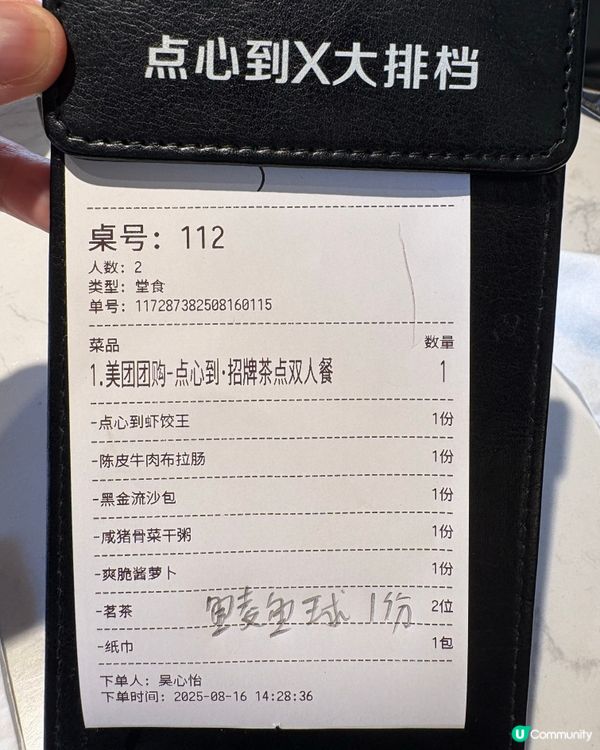 点心到X大排档
桌号: 112
人数: 2
类型: 堂食
单号: 117287382508160115
菜品 数量
1.美团团购-点心到·招牌茶点双人餐 1
-点心到虾饺王 1份
-陈皮牛肉布拉肠 1份
-黑金流沙包 1份
-咸猪骨菜干粥 1份
-爽脆酱萝卜 1份
-茗茶 2位
鲮鱼球 1份
-纸巾 1包
下单人: 吴心怡
下单时间: 2025-08-16 14:28:36
U Community